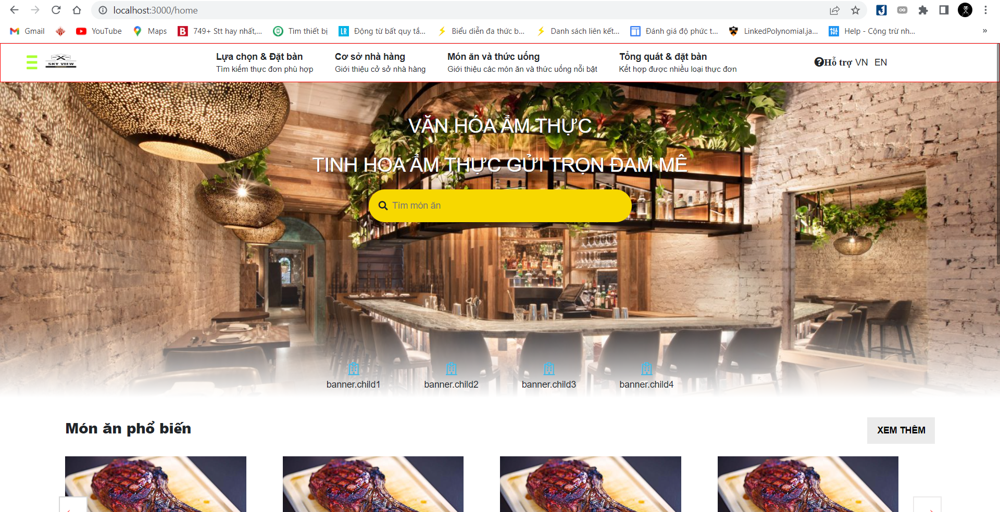 localhost:3000/home
Gmail
YouTube
Maps
749+ Stt hay nhất,...
Tìm thiết bị
LR
Động từ bất quy tắ...
Biểu diễn đa thức b...
Danh sách liên kết...
Đánh giá độ phức t...
LinkedPolynomial.ja...
Help - Cộng trừ nh...
»
SKY VIEW
Lựa chọn & Đặt bàn
Tìm kiếm thực đơn phù hợp
Cơ sở nhà hàng
Giới thiệu cở sở nhà hàng
Món ăn và thức uống
Giới thiệu các món ăn và thức uống nỗi bật
Tổng quát & đặt bàn
Kết hợp được nhiều loại thực đơn
Hỗ trợ VN EN
VĂN HÓA ẨM THỰC
TINH HOA ẨM THỰC GỬI TRỌN ĐAM MÊ
Tìm món ăn
banner.child1
banner.child2
banner.child3
banner.child4
Món ăn phổ biến
XEM THÊM